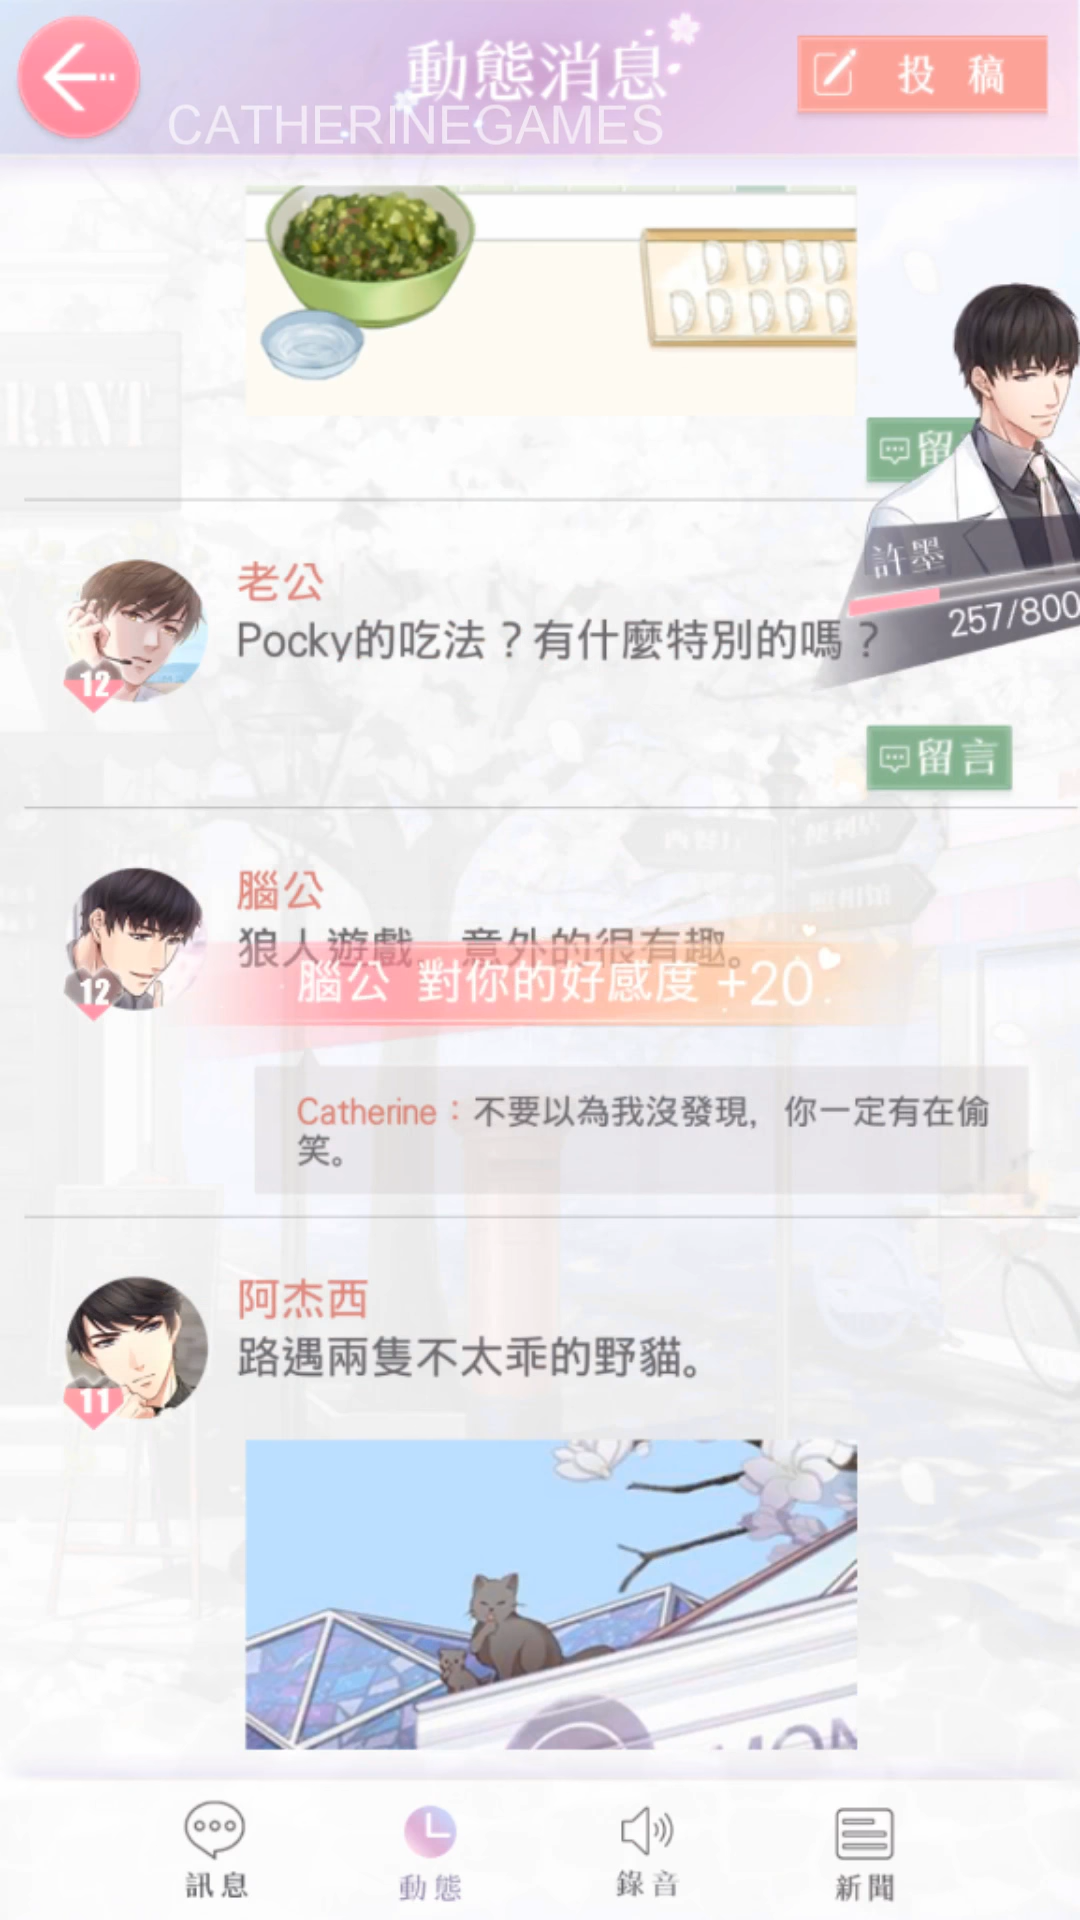 動態消息
投稿
CATHERINEGAMES
RANT
留
許墨
257/800
老公
Pocky的吃法？有什麼特別的嗎？
12
留言
腦公
狼人遊戲，意外的很有趣。
12
腦公 對你的好感度 +20
Catherine：不要以為我沒發現，你一定有在偷
笑。
阿杰西
路遇兩隻不太乖的野貓。
11
訊息
動態
錄音
新聞